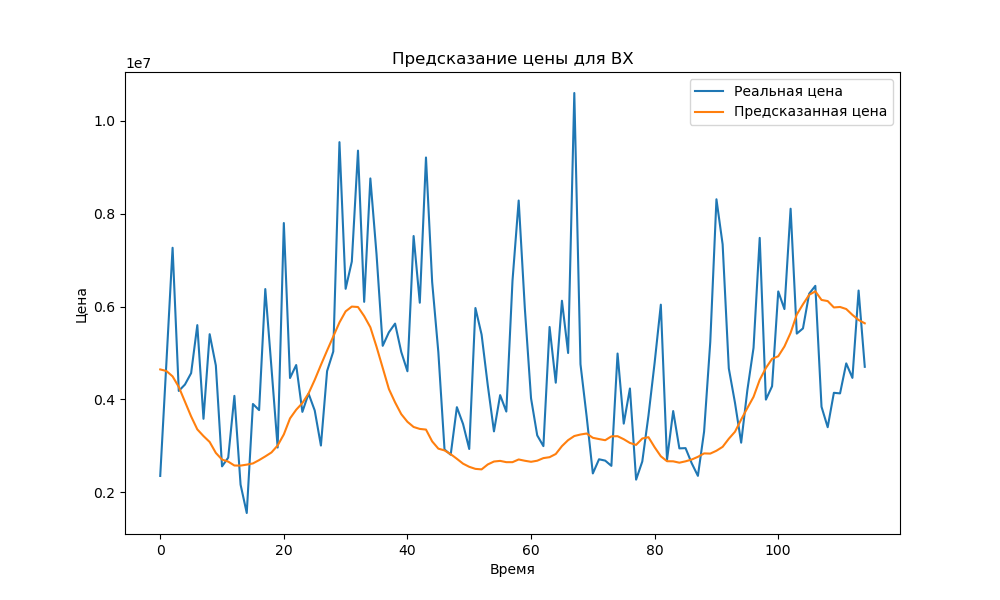 Предсказание цены для BX
1e7
Реальная цена
Предсказанная цена
1.0
0.8
0.6
0.4
0.2
Цена
0 20 40 60 80 100
Время